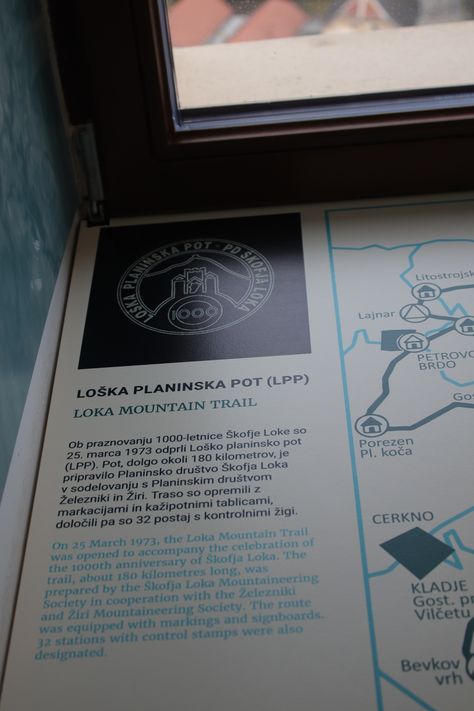 LOŠKA PLANINSKA POT · PD ŠKOFJA LOKA
1000
LOŠKA PLANINSKA POT (LPP)
LOKA MOUNTAIN TRAIL
Ob praznovanju 1000-letnice Škofje Loke so
25. marca 1973 odprli Loško planinsko pot
(LPP). Pot, dolgo okoli 180 kilometrov, je
pripravilo Planinsko društvo Škofja Loka
v sodelovanju s Planinskim društvom
Železniki in Žiri. Traso so opremili z
markacijami in kažipotnimi tablicami,
določili pa so 32 postaj s kontrolnimi žigi.
On 25 March 1973, the Loka Mountain Trail
was opened to accompany the celebration of
the 1000th anniversary of Škofja Loka. The
trail, about 180 kilometres long, was
prepared by the Škofja Loka Mountaineering
Society in cooperation with the Železniki
and Žiri Mountaineering Society. The route
was equipped with markings and signboards.
32 stations with control stamps were also
designated.
Litostrojsk
Lajnar
PETROVO
BRDO
Gos
Porezen
Pl. koča
CERKNO
KLADJE
Gost. pr
Vilčetu
Bevkov
vrh